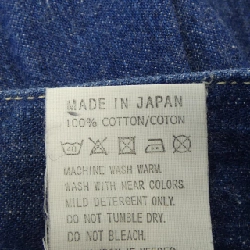 MADE IN JAPAN
100% COTTON/COTON
MACHINE WASH WARM.
WASH WITH NEAR COLORS.
MILD DETERGENT ONLY.
DO NOT TUMBLE DRY.
DO NOT BLEACH.